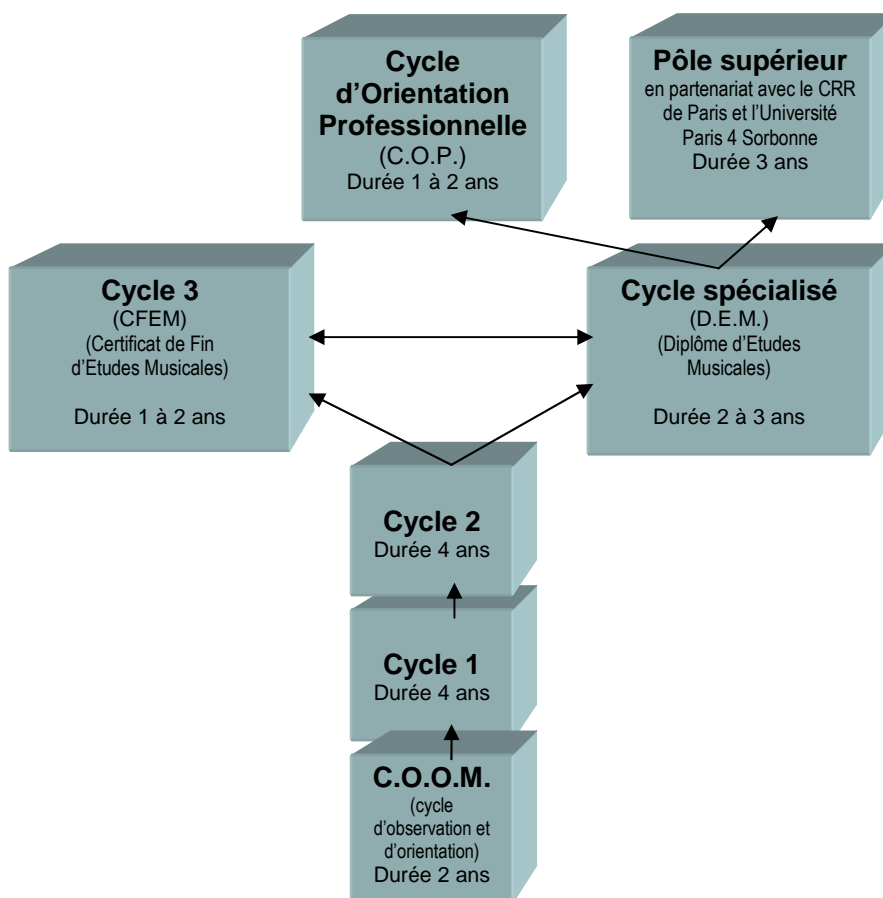 Cycle
d'Orientation
Professionnelle
(C.O.P.)
Durée 1 à 2 ans
Pôle supérieur
en partenariat avec le CRR
de Paris et l'Université
Paris 4 Sorbonne
Durée 3 ans
Cycle 3
(CFEM)
(Certificat de Fin
d'Etudes Musicales)
Durée 1 à 2 ans
Cycle spécialisé
(D.E.M.)
(Diplôme d'Etudes
Musicales)
Durée 2 à 3 ans
Cycle 2
Durée 4 ans
Cycle 1
Durée 4 ans
C.O.O.M.
(cycle
d'observation et
d'orientation)
Durée 2 ans